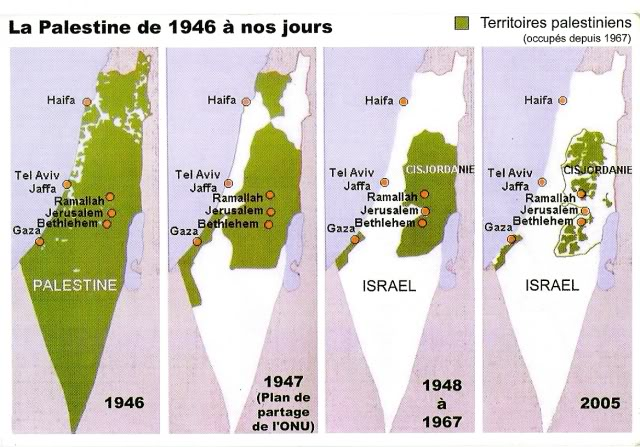 La Palestine de 1946 à nos jours
Territoires palestiniens
(occupés depuis 1967)
Haifa
Tel Aviv
Jaffa
Ramallah
Jerusalem
Bethlehem
Gaza
PALESTINE
1946
Haifa
Tel Aviv
Jaffa
Ramallah
Jerusalem
Bethlehem
Gaza
1947
(Plan de
partage
de l'ONU)
Haifa
CISJORDANIE
Tel Aviv
Jaffa
Ramallah
Jerusalem
Bethlehem
Gaza
ISRAEL
1948
à
1967
Haifa
CISJORDANIE
Tel Aviv
Jaffa
Ramallah
Jerusalem
Bethlehem
Gaza
ISRAEL
2005